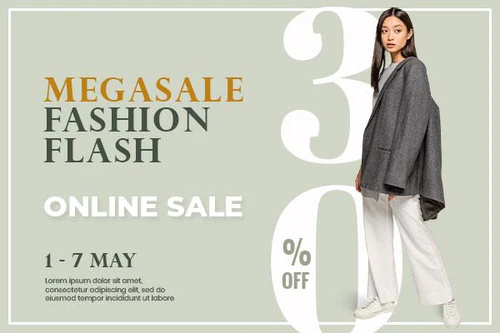 MEGASALE
FASHION
FLASH
ONLINE SALE
1 - 7 MAY
Lorem ipsum dolor sit amet,
consectetur adipiscing elit, sed do
eiusmod tempor incididunt ut labore
30
%
OFF